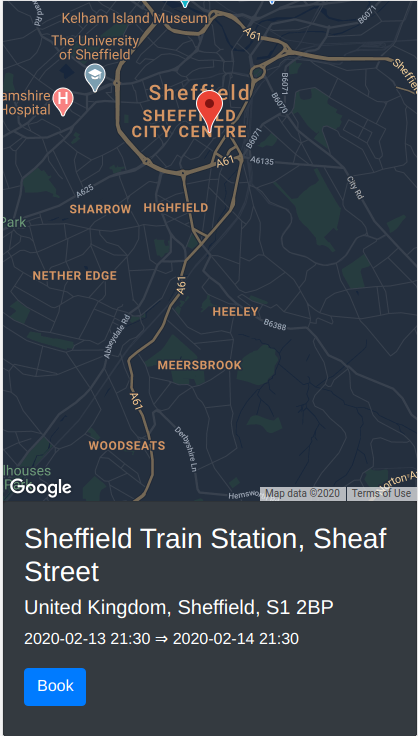 Kelham Island Museum
The University
of Sheffield
A61
B6071
Sheffield
SHEFFIELD
CITY CENTRE
H
Hospital
B6071
B6070
B6071
A61
A6135
City Rd
A625
Park
SHARROW
HIGHFIELD
NETHER EDGE
A61
HEELEY
B6388
Abbeydale Rd
MEERSBROOK
A61
WOODSEATS
Derbyshire Ln
Google
Map data ©2020
Terms of Use
Sheffield Train Station, Sheaf
Street
United Kingdom, Sheffield, S1 2BP
2020-02-13 21:30 ⇒ 2020-02-14 21:30
Book